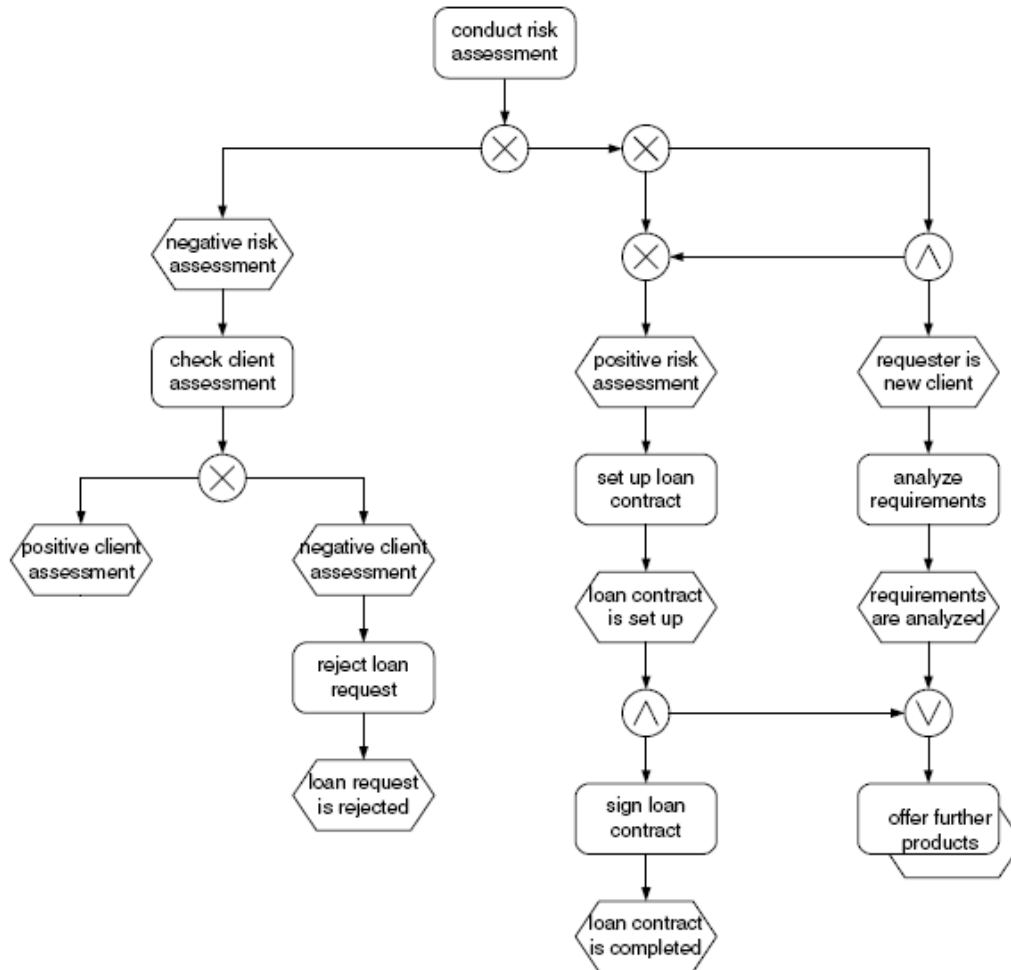 conduct risk
assessment
negative risk
assessment
check client
assessment
positive client
assessment
negative client
assessment
reject loan
request
loan request
is rejected
positive risk
assessment
set up loan
contract
loan contract
is set up
sign loan
contract
loan contract
is completed
requester is
new client
analyze
requirements
requirements
are analyzed
offer further
products